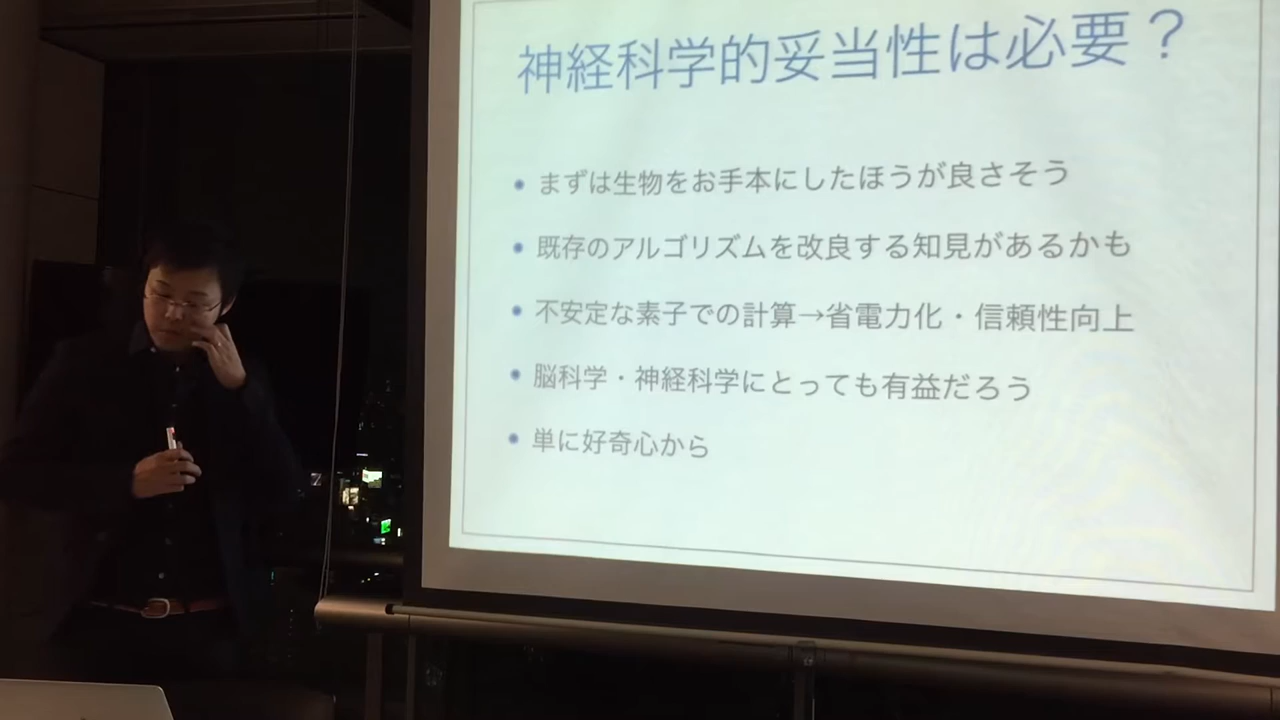 神経科学的妥当性は必要？
• まずは生物をお手本にしたほうが良さそう
• 既存のアルゴリズムを改良する知見があるかも
• 不安定な素子での計算→省電力化・信頼性向上
• 脳科学・神経科学にとっても有益だろう
• 単に好奇心から